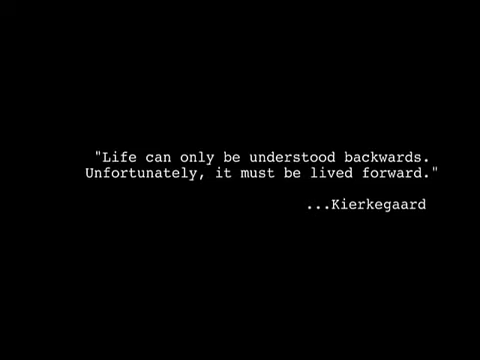 "Life can only be understood backwards.
Unfortunately, it must be lived forward."
...Kierkegaard